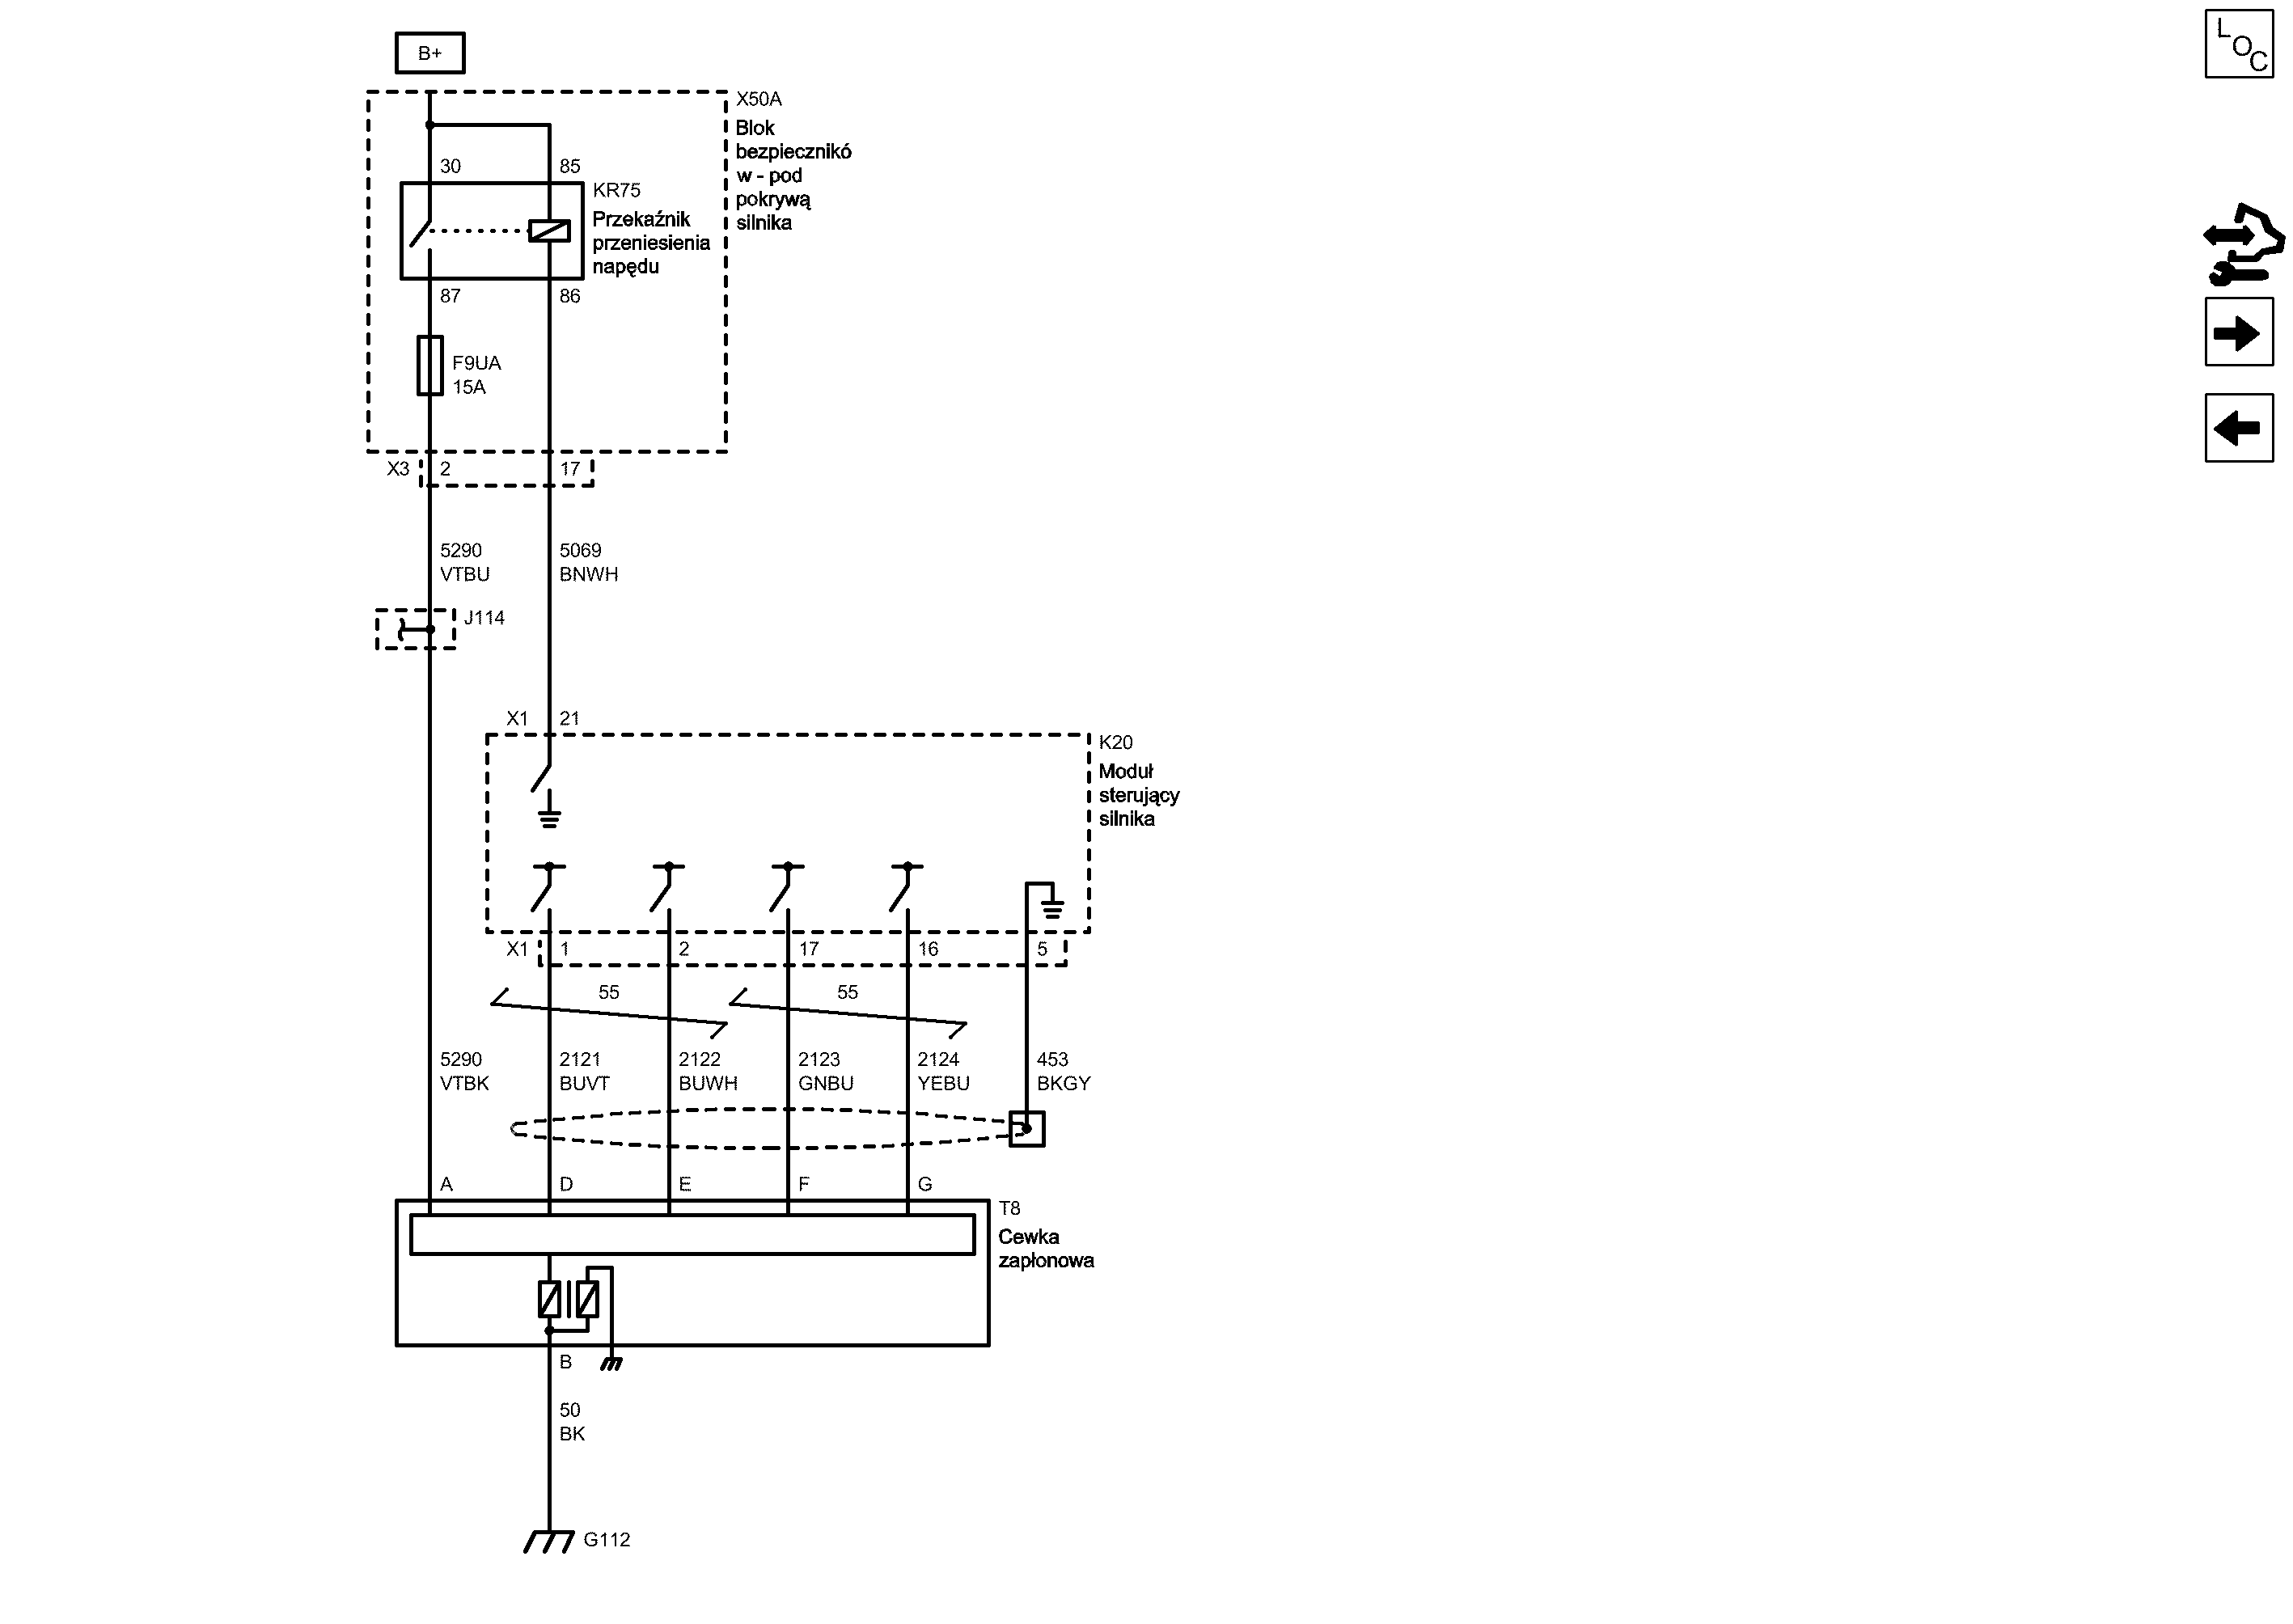 B+
LOC
X50A
Blok
bezpiecznikó
w - pod
pokrywą
silnika
30
85
KR75
Przekaźnik
przeniesienia
napędu
87
86
F9UA
15A
X3
2
17
5290
VTBU
5069
BNWH
J114
X1
21
K20
Moduł
sterujący
silnika
X1
1
2
17
16
5
55
55
5290
VTBK
2121
BUVT
2122
BUWH
2123
GNBU
2124
YEBU
453
BKGY
A
D
E
F
G
T8
Cewka
zapłonowa
B
50
BK
G112